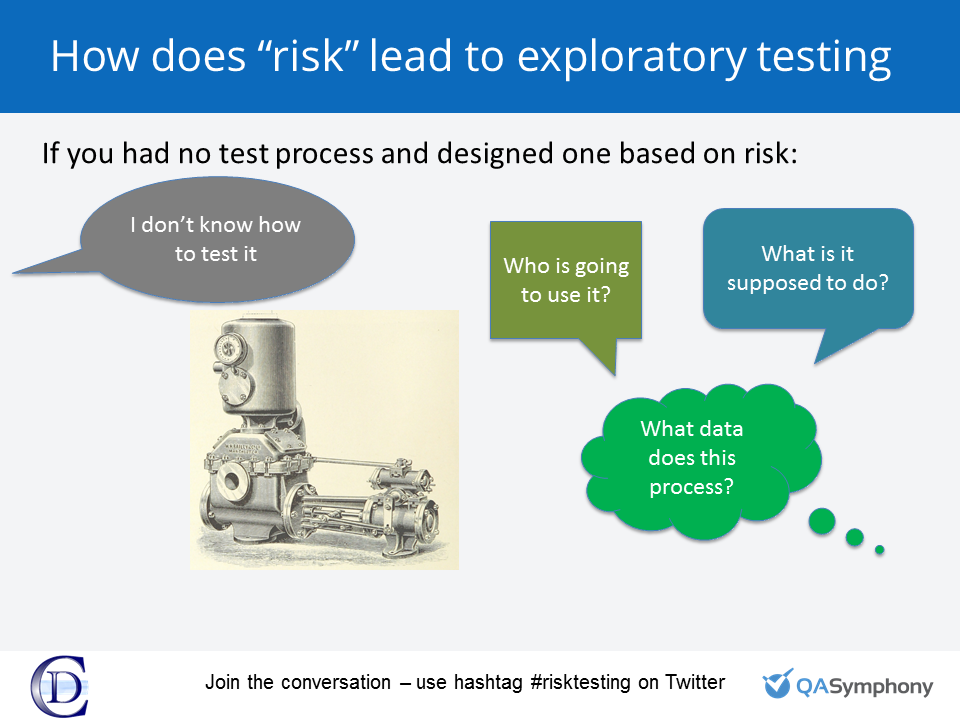 How does “risk” lead to exploratory testing
If you had no test process and designed one based on risk:
I don’t know how
to test it
Who is going
to use it?
What is it
supposed to do?
What data
does this
process?
CD
Join the conversation – use hashtag #risktesting on Twitter
QASymphony